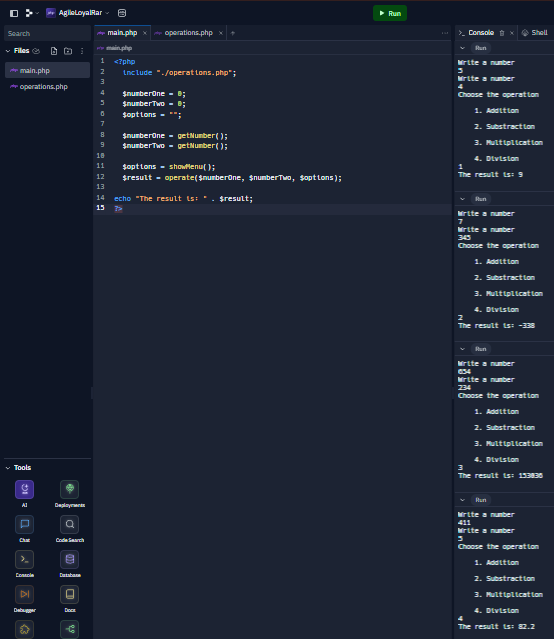 AgileLoyalRar
Run
Search
Files
main.php
operations.php
main.php
operations.php
main.php
1 <?php
2 include "./operations.php";
3
4 $numberOne = 0;
5 $numberTwo = 0;
6 $options = "";
7
8 $numberOne = getNumber();
9 $numberTwo = getNumber();
10
11 $options = showMenu();
12 $result = operate($numberOne, $numberTwo, $options);
13
14 echo "The result is: " . $result;
15 ?>
Tools
AI
Deployments
Chat
Code Search
Console
Database
Debugger
Docs
Console
Shell
Run
Write a number
5
Write a number
4
Choose the operation
1. Addition
2. Substraction
3. Multiplication
4. Division
1
The result is: 9
Run
Write a number
7
Write a number
345
Choose the operation
1. Addition
2. Substraction
3. Multiplication
4. Division
2
The result is: -338
Run
Write a number
654
Write a number
234
Choose the operation
1. Addition
2. Substraction
3. Multiplication
4. Division
3
The result is: 153036
Run
Write a number
411
Write a number
5
Choose the operation
1. Addition
2. Substraction
3. Multiplication
4. Division
4
The result is: 82.2